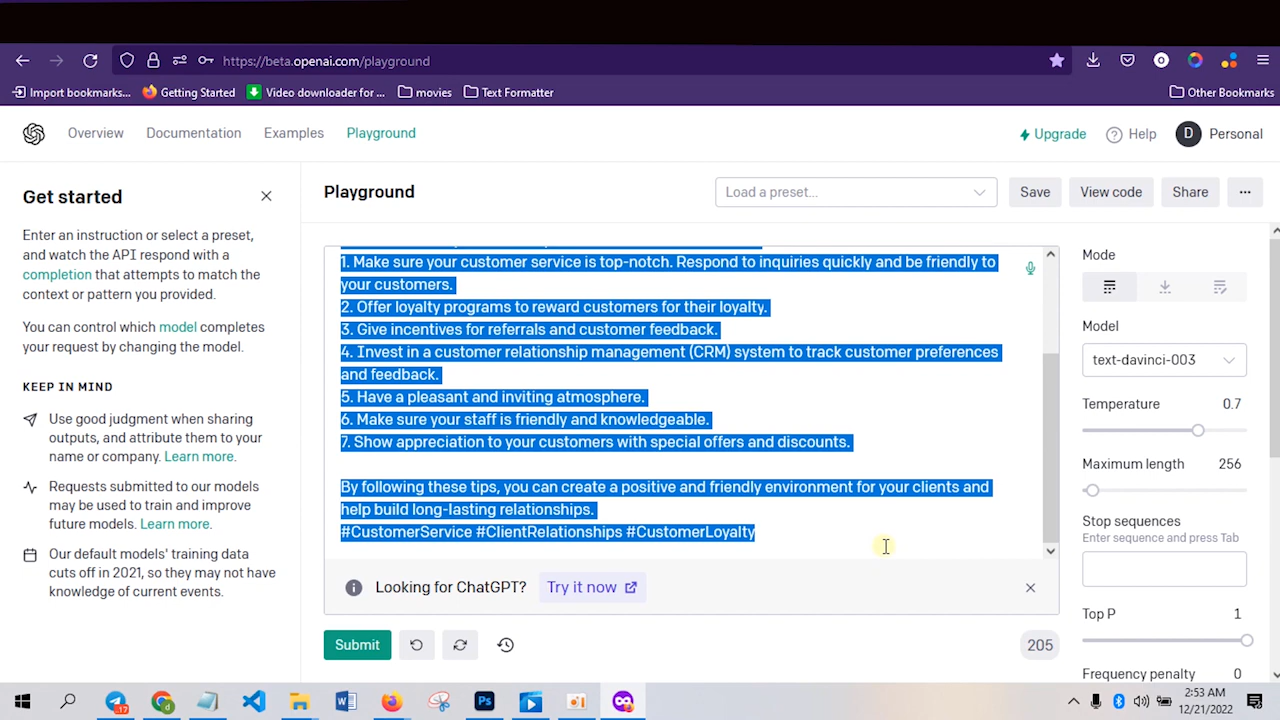 https://beta.openai.com/playground
Import bookmarks...
Getting Started
Video downloader for ...
movies
Text Formatter
Other Bookmarks
Overview
Documentation
Examples
Playground
Upgrade
Help
D
Personal
Get started
Enter an instruction or select a preset,
and watch the API respond with a
completion that attempts to match the
context or pattern you provided.
You can control which model completes
your request by changing the model.
KEEP IN MIND
Use good judgment when sharing
outputs, and attribute them to your
name or company. Learn more.
Requests submitted to our models
may be used to train and improve
future models. Learn more.
Our default models' training data
cuts off in 2021, so they may not have
knowledge of current events.
Playground
Load a preset...
Save
View code
Share
...
1. Make sure your customer service is top-notch. Respond to inquiries quickly and be friendly to
your customers.
2. Offer loyalty programs to reward customers for their loyalty.
3. Give incentives for referrals and customer feedback.
4. Invest in a customer relationship management (CRM) system to track customer preferences
and feedback.
5. Have a pleasant and inviting atmosphere.
6. Make sure your staff is friendly and knowledgeable.
7. Show appreciation to your customers with special offers and discounts.
By following these tips, you can create a positive and friendly environment for your clients and
help build long-lasting relationships.
#CustomerService #ClientRelationships #CustomerLoyalty
Looking for ChatGPT?
Try it now
Submit
205
Mode
Model
text-davinci-003
Temperature 0.7
Maximum length 256
Stop sequences
Enter sequence and press Tab
Top P 1
Frequency penalty 0
17
Ps
2:53 AM
12/21/2022